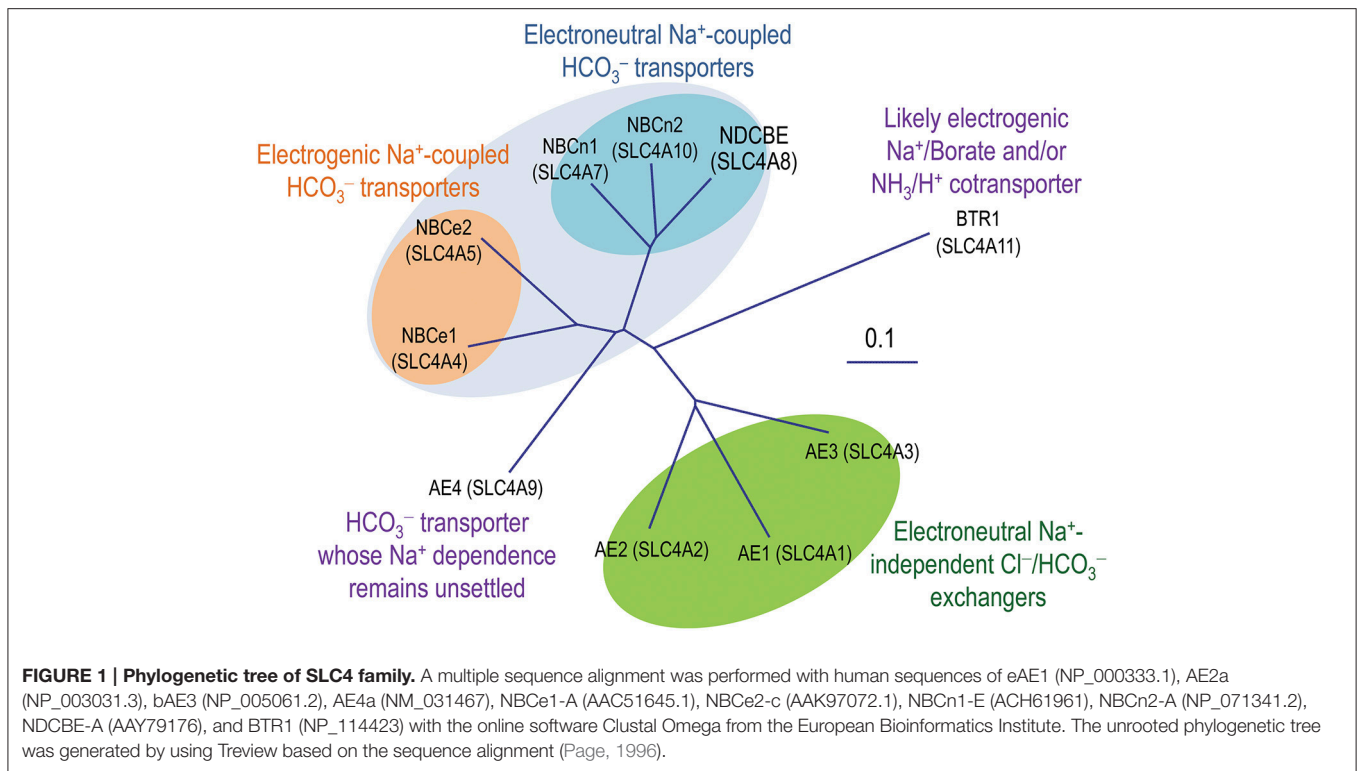 Electroneutral Na⁺-coupled
HCO₃⁻ transporters
Electrogenic Na⁺-coupled
HCO₃⁻ transporters
NBCn1
(SLC4A7)
NBCn2
(SLC4A10)
NDCBE
(SLC4A8)
Likely electrogenic
Na⁺/Borate and/or
NH₃/H⁺ cotransporter
BTR1
(SLC4A11)
NBCe2
(SLC4A5)
NBCe1
(SLC4A4)
0.1
AE3 (SLC4A3)
AE4 (SLC4A9)
HCO₃⁻ transporter
whose Na⁺ dependence
remains unsettled
AE2 (SLC4A2)
AE1 (SLC4A1)
Electroneutral Na⁺-
independent Cl⁻/HCO₃⁻
exchangers
FIGURE 1 | Phylogenetic tree of SLC4 family. A multiple sequence alignment was performed with human sequences of eAE1 (NP_000333.1), AE2a
(NP_003031.3), bAE3 (NP_005061.2), AE4a (NM_031467), NBCe1-A (AAC51645.1), NBCe2-c (AAK97072.1), NBCn1-E (ACH61961), NBCn2-A (NP_071341.2),
NDCBE-A (AAY79176), and BTR1 (NP_114423) with the online software Clustal Omega from the European Bioinformatics Institute. The unrooted phylogenetic tree
was generated by using Treview based on the sequence alignment (Page, 1996).